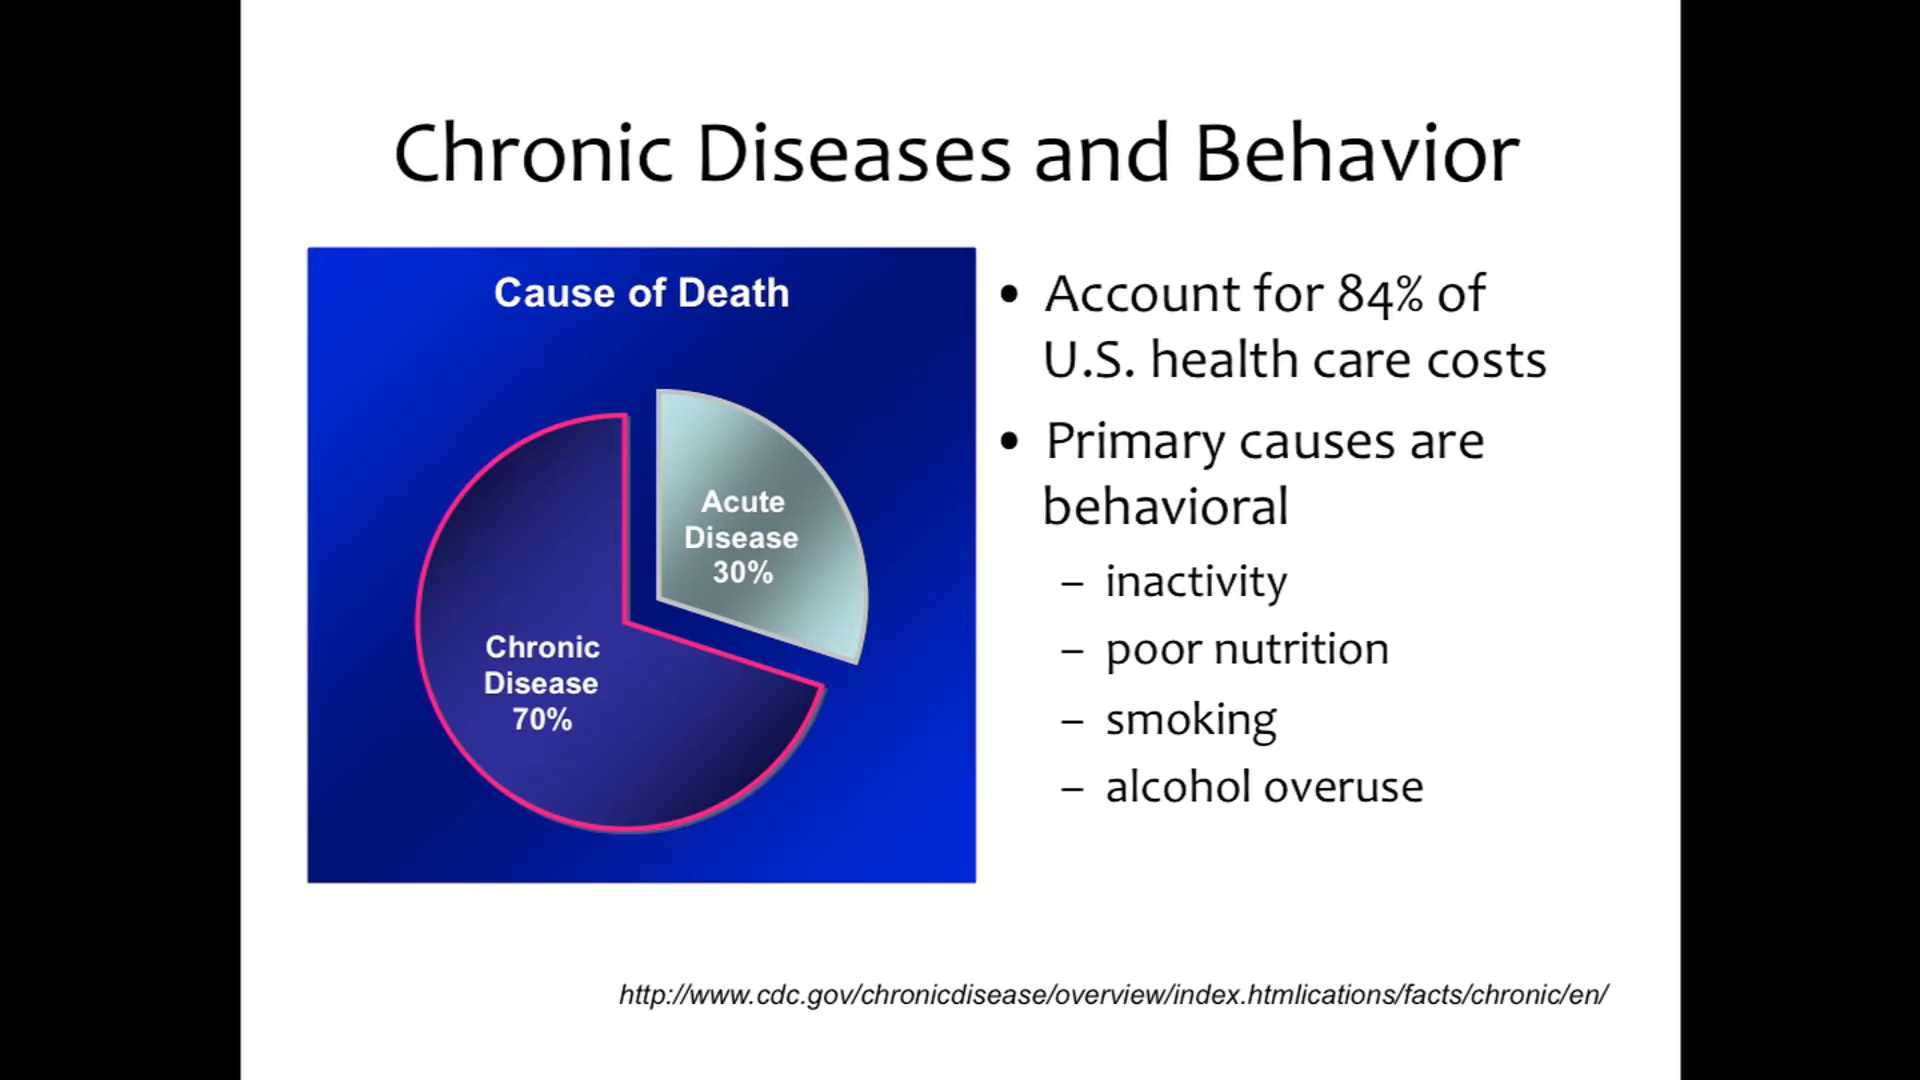 Chronic Diseases and Behavior
Cause of Death
Acute
Disease
30%
Chronic
Disease
70%
• Account for 84% of
U.S. health care costs
• Primary causes are
behavioral
– inactivity
– poor nutrition
– smoking
– alcohol overuse
http://www.cdc.gov/chronicdisease/overview/index.htmlications/facts/chronic/en/